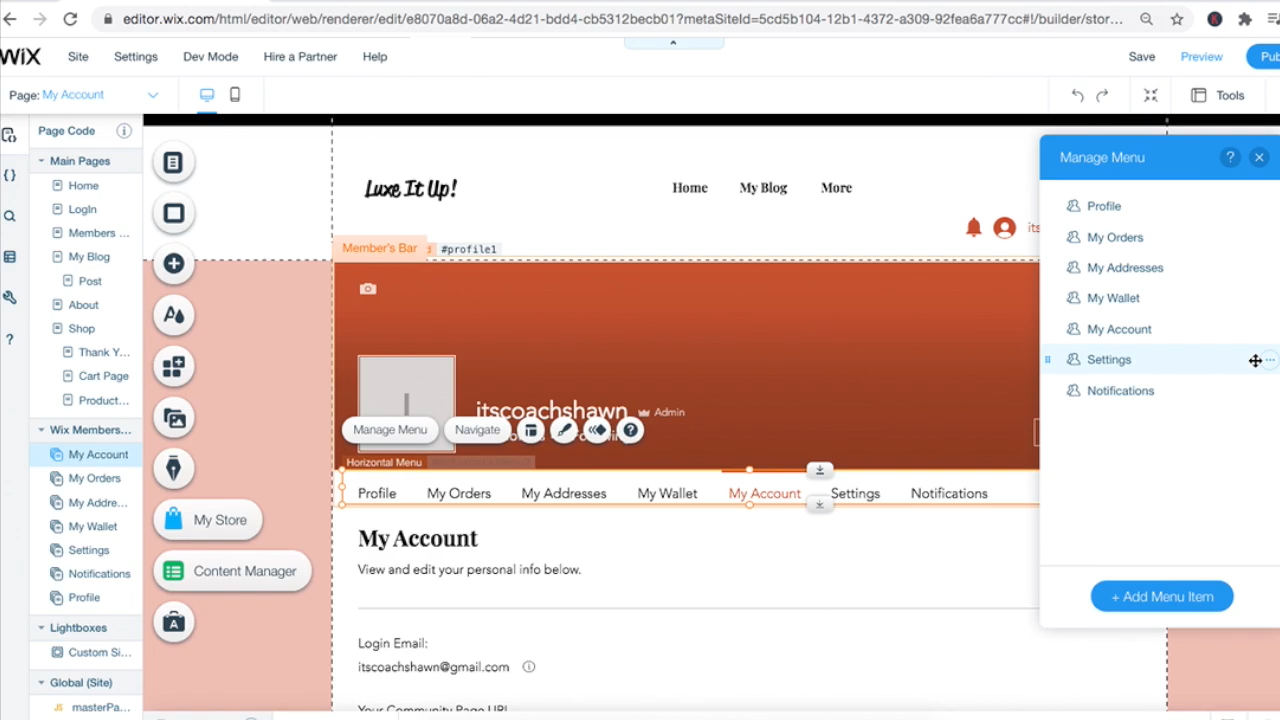 editor.wix.com/html/editor/web/renderer/edit/e8070a8d-06a2-4d21-bdd4-cb5312becb01?metaSiteId=5cd5b104-12b1-4372-a309-92fea6a777cc#!/builder/stor...
WiX Site Settings Dev Mode Hire a Partner Help Save Preview Pub
Page: My Account Tools
Page Code
Main Pages
Home
LogIn
Members ...
My Blog
Post
About
Shop
Thank Y...
Cart Page
Product...
Wix Members...
My Account
My Orders
My Addre...
My Wallet
Settings
Notifications
Profile
Lightboxes
Custom Si...
Global (Site)
masterPa...
My Store
Content Manager
Luxe It Up!
Home My Blog More
its
Member's Bar #profile1
itscoachshawn Admin
Manage Menu Navigate
Horizontal Menu
Profile My Orders My Addresses My Wallet My Account Settings Notifications
My Account
View and edit your personal info below.
Login Email:
itscoachshawn@gmail.com
Your Community Page URL
Manage Menu
Profile
My Orders
My Addresses
My Wallet
My Account
Settings
Notifications
+ Add Menu Item